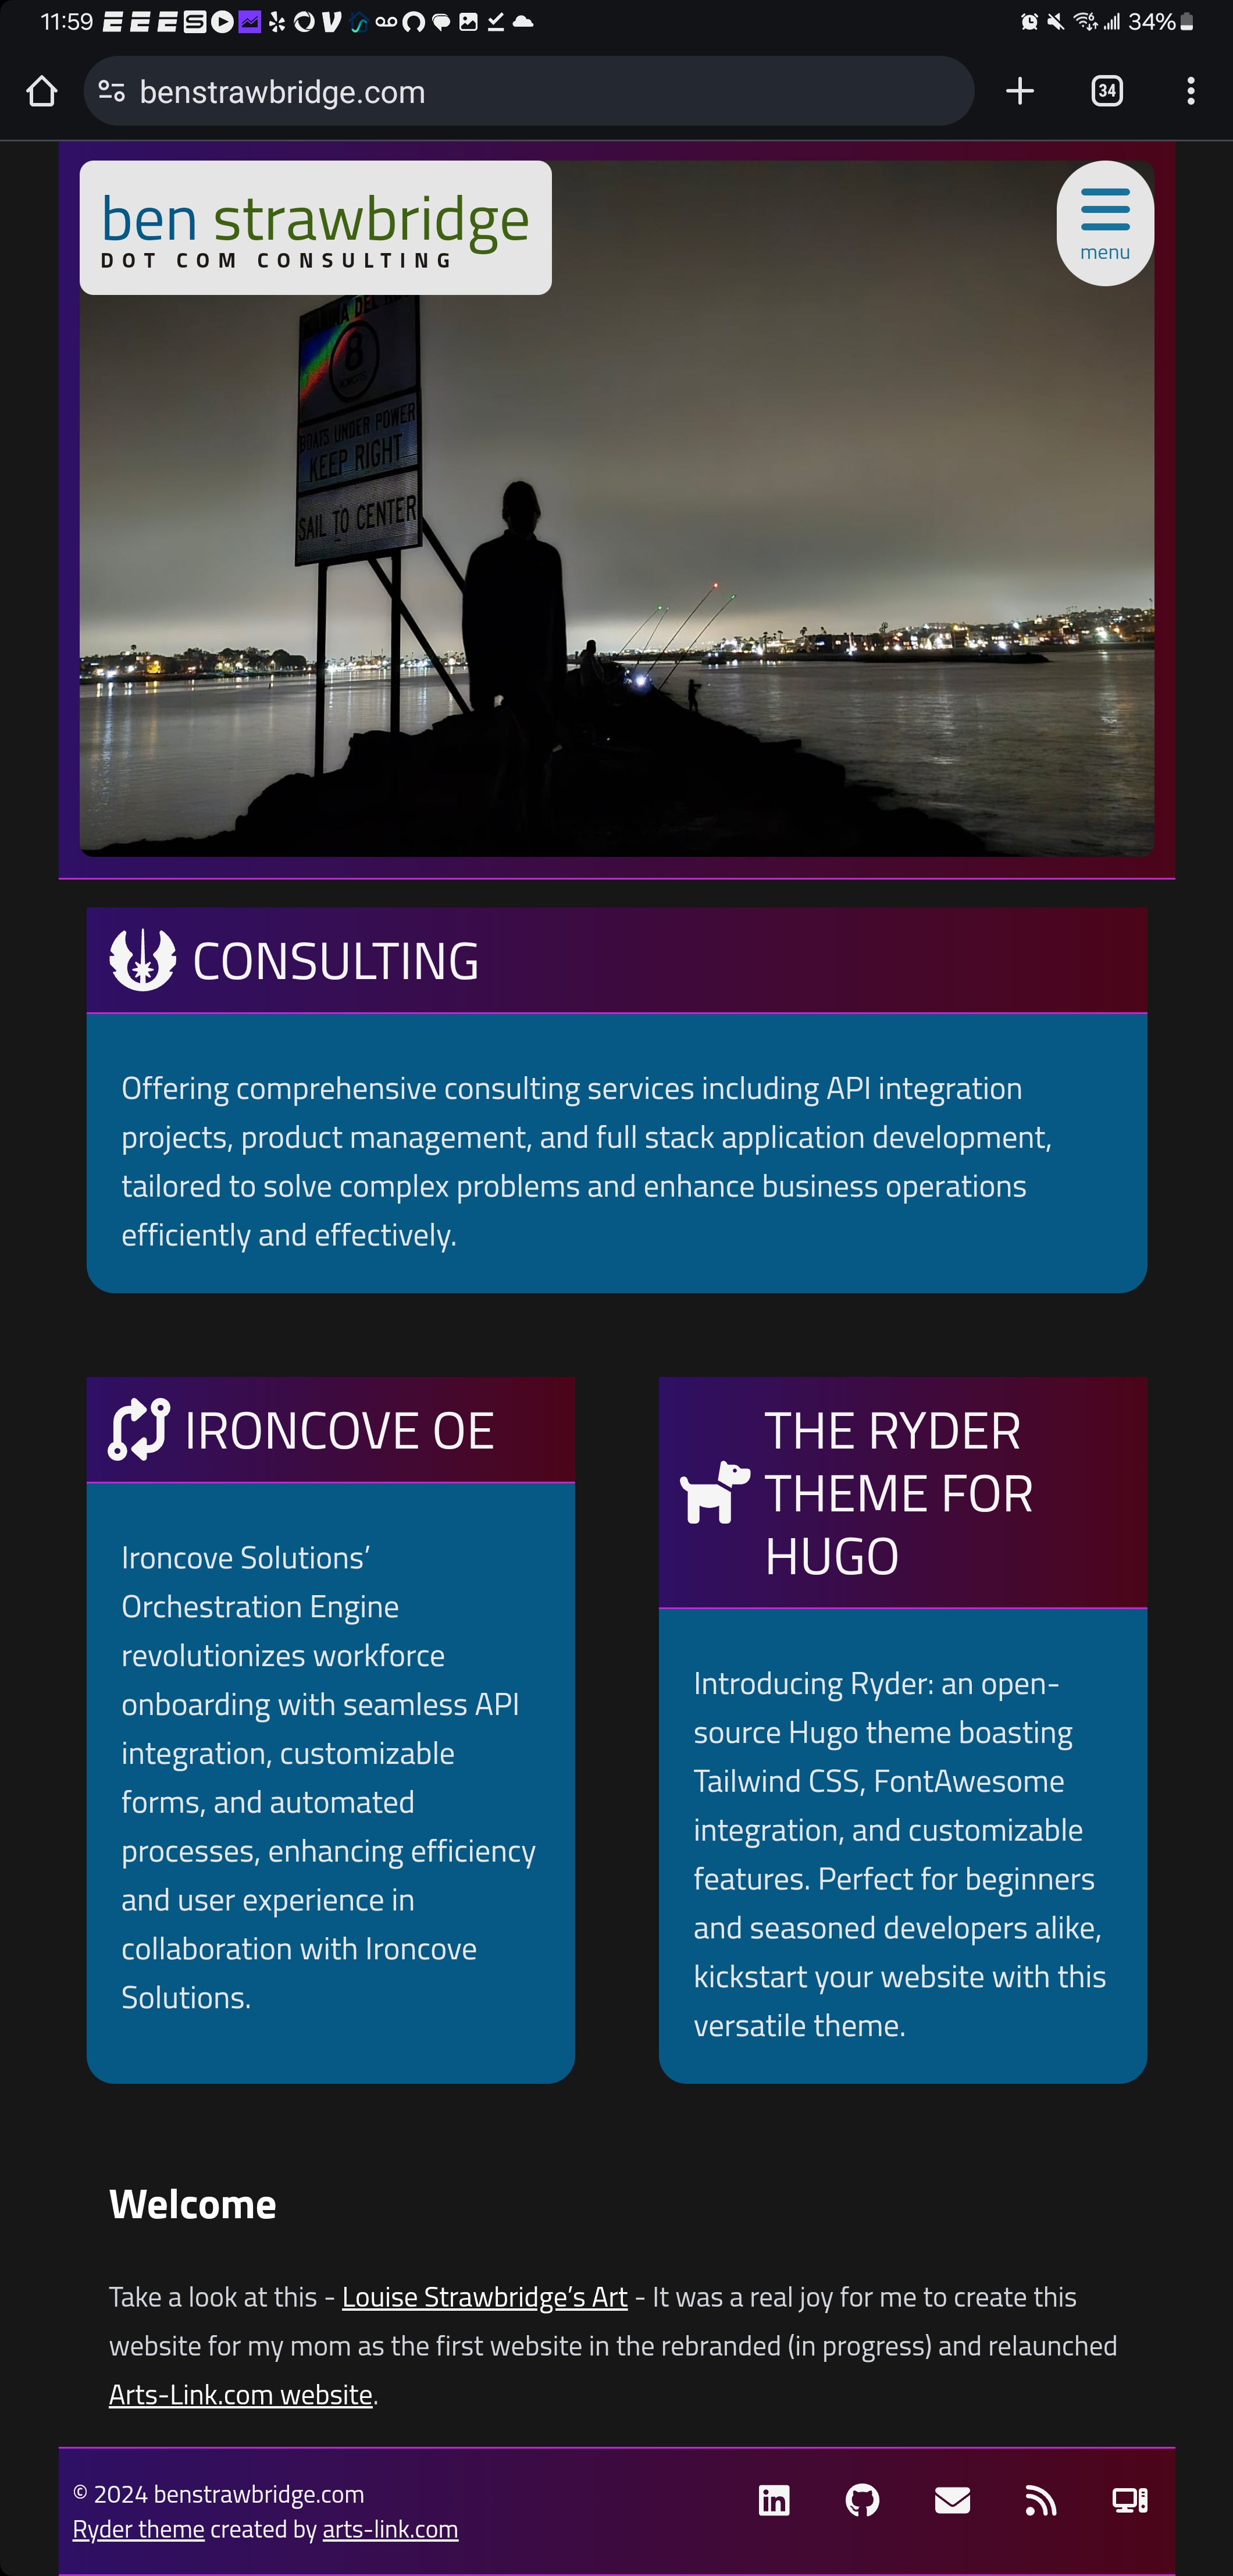 11:59
34%
benstrawbridge.com
34
ben strawbridge
DOT COM CONSULTING
menu
8
BOATS UNDER POWER
KEEP RIGHT
SAIL TO CENTER
CONSULTING
Offering comprehensive consulting services including API integration
projects, product management, and full stack application development,
tailored to solve complex problems and enhance business operations
efficiently and effectively.
IRONCOVE OE
Ironcove Solutions’
Orchestration Engine
revolutionizes workforce
onboarding with seamless API
integration, customizable
forms, and automated
processes, enhancing efficiency
and user experience in
collaboration with Ironcove
Solutions.
THE RYDER
THEME FOR
HUGO
Introducing Ryder: an open-
source Hugo theme boasting
Tailwind CSS, FontAwesome
integration, and customizable
features. Perfect for beginners
and seasoned developers alike,
kickstart your website with this
versatile theme.
Welcome
Take a look at this - Louise Strawbridge’s Art - It was a real joy for me to create this
website for my mom as the first website in the rebranded (in progress) and relaunched
Arts-Link.com website.
© 2024 benstrawbridge.com
Ryder theme created by arts-link.com